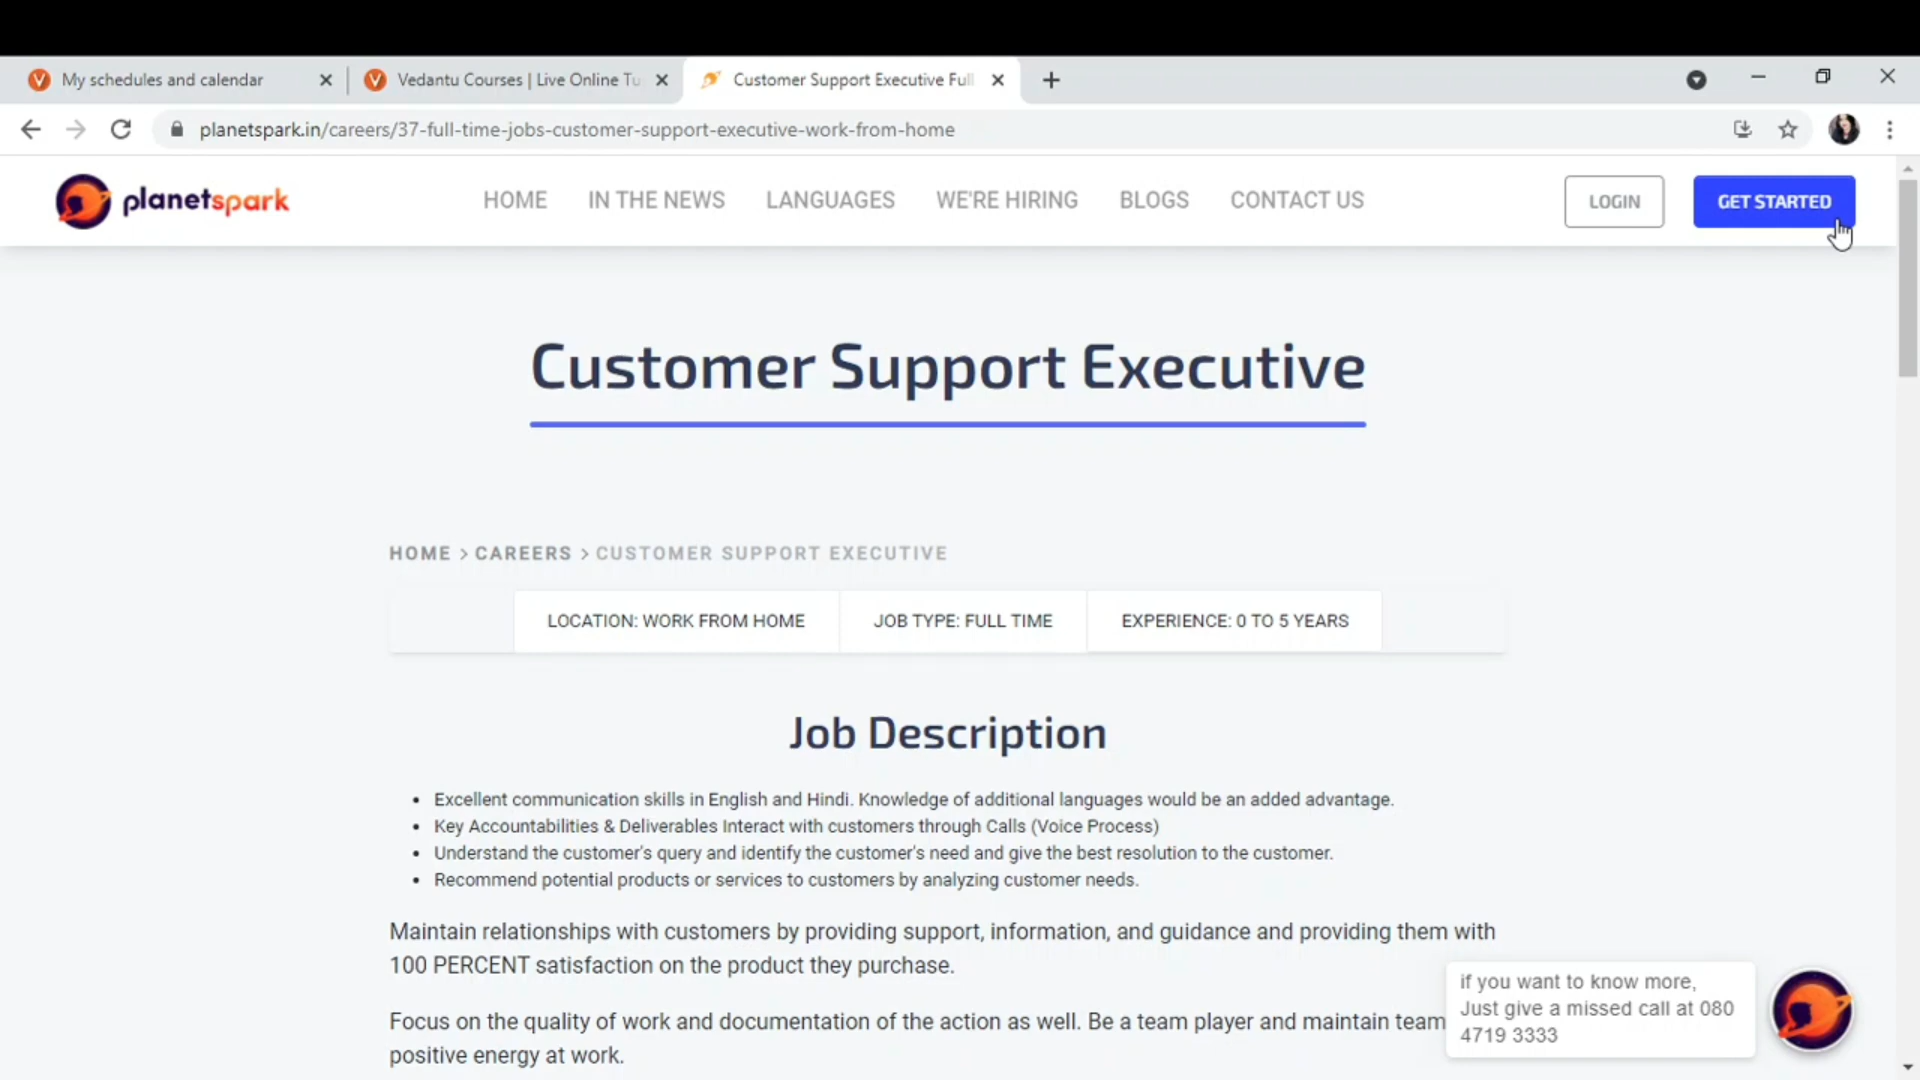 My schedules and calendar
Vedantu Courses | Live Online Tu
Customer Support Executive Full
planetspark.in/careers/37-full-time-jobs-customer-support-executive-work-from-home
planetspark
HOME
IN THE NEWS
LANGUAGES
WE'RE HIRING
BLOGS
CONTACT US
LOGIN
GET STARTED
Customer Support Executive
HOME > CAREERS > CUSTOMER SUPPORT EXECUTIVE
LOCATION: WORK FROM HOME
JOB TYPE: FULL TIME
EXPERIENCE: 0 TO 5 YEARS
Job Description
• Excellent communication skills in English and Hindi. Knowledge of additional languages would be an added advantage.
• Key Accountabilities & Deliverables Interact with customers through Calls (Voice Process)
• Understand the customer's query and identify the customer's need and give the best resolution to the customer.
• Recommend potential products or services to customers by analyzing customer needs.
Maintain relationships with customers by providing support, information, and guidance and providing them with
100 PERCENT satisfaction on the product they purchase.
Focus on the quality of work and documentation of the action as well. Be a team player and maintain team
positive energy at work.
if you want to know more,
Just give a missed call at 080
4719 3333